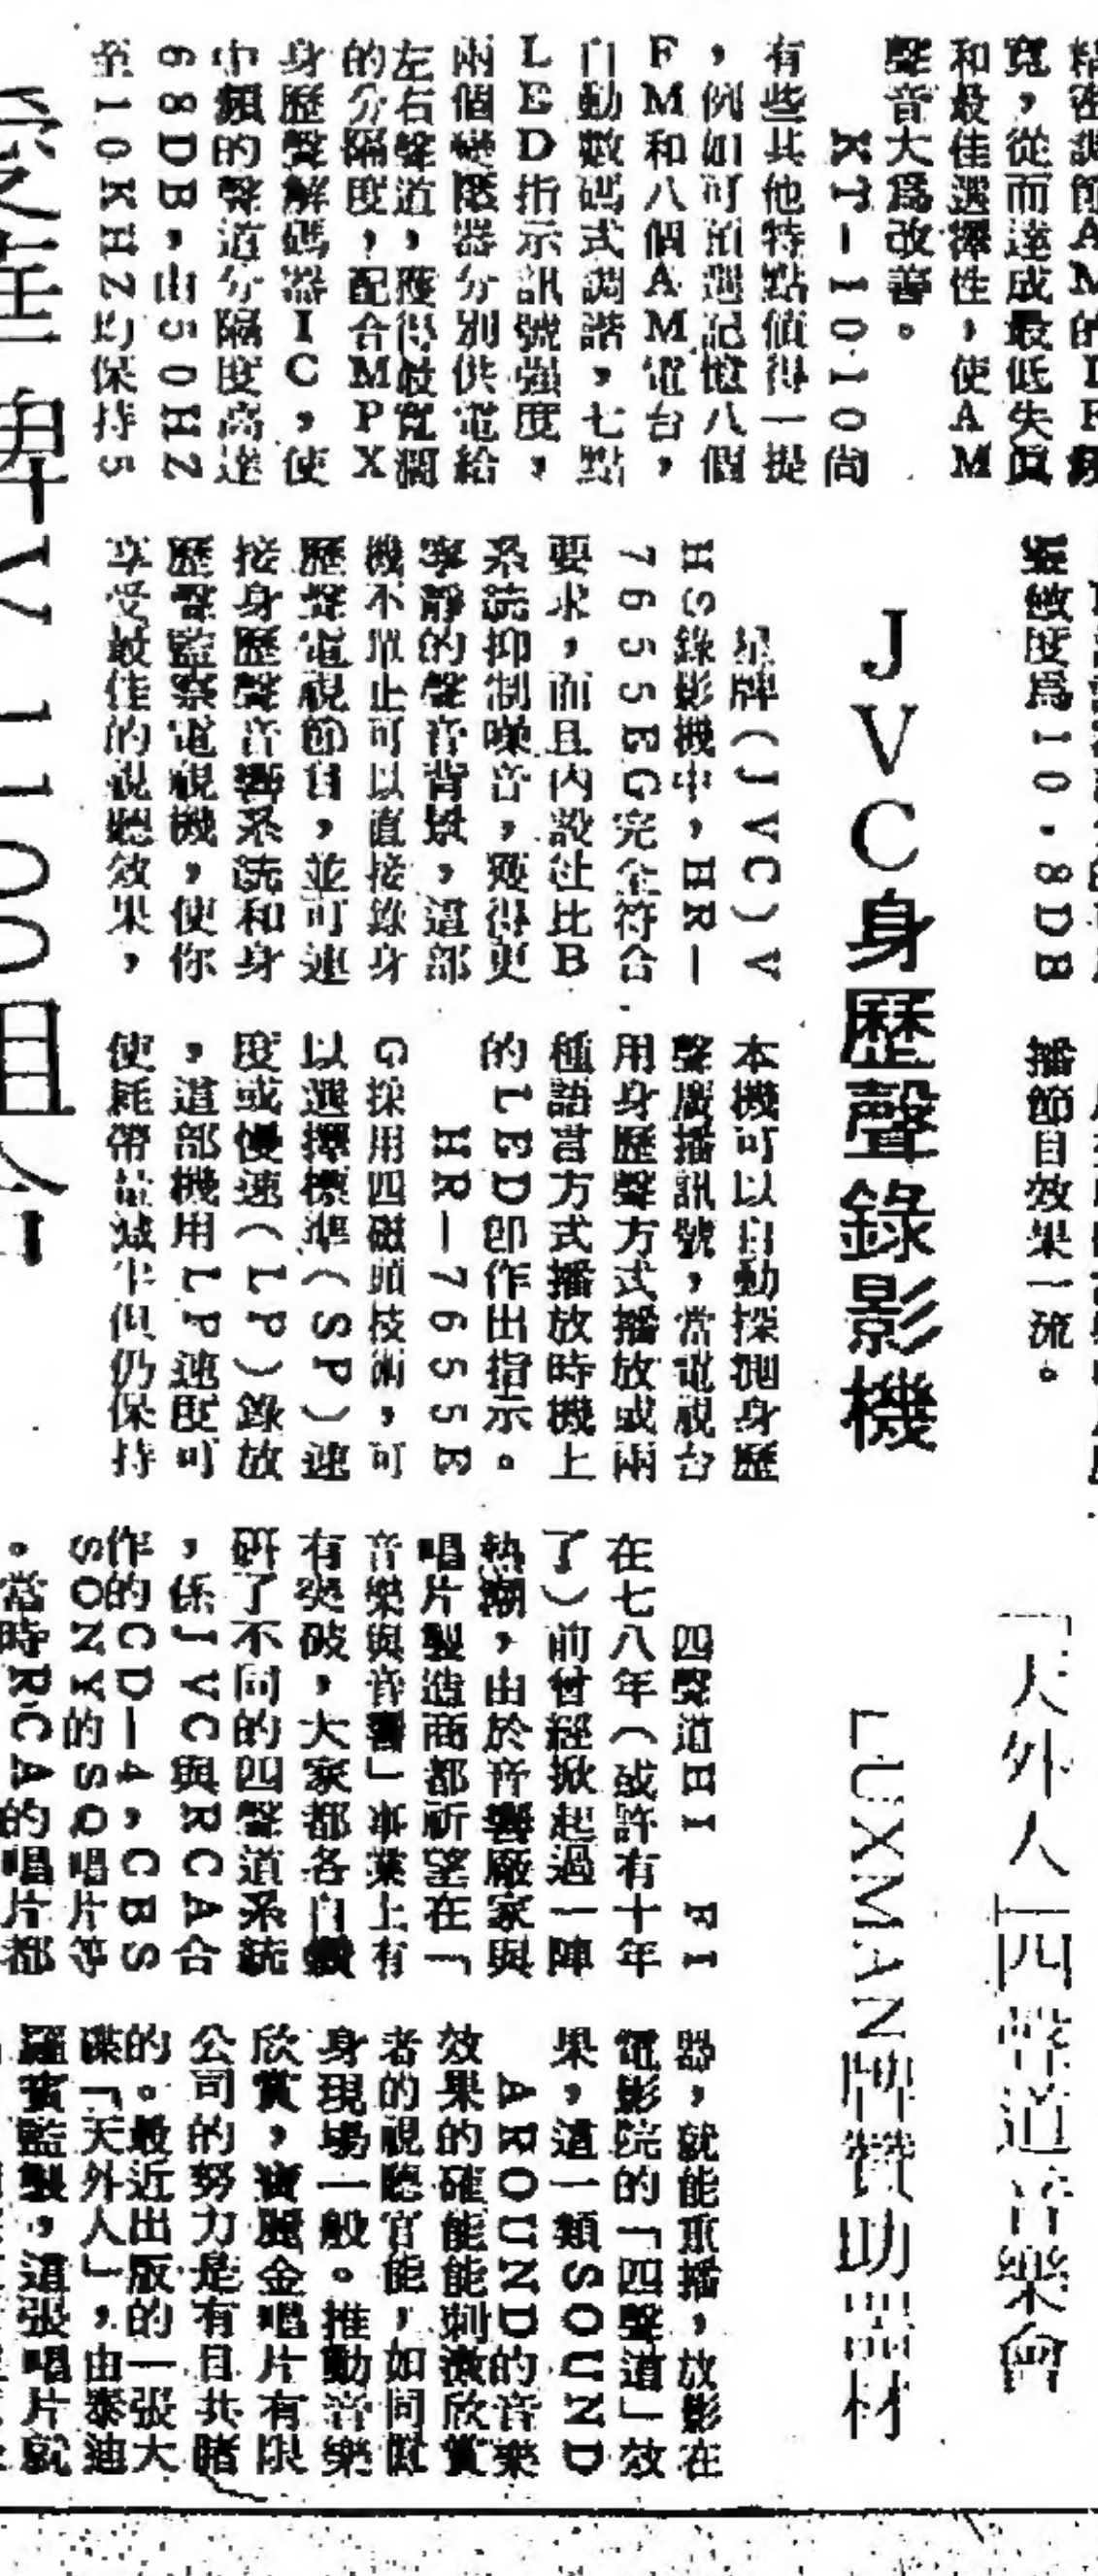 寬，從而達成最低失眞
和最佳選擇性，使AM
聲音大爲改善。
KT－1010尚
有些其他特點値得一提
，例如可預選記憶八個
FM和八個AM電台，
自動數碼式調諧，七點
LED指示訊號强度，
兩個變壓器分別供電給
左右聲道，獲得較寬濶
的分隔度，配合MPX
身歷聲解碼器IC，使
中頻的聲道分隔度高達
68DB，由50HZ
至10KHZ均保持5
靈敏度爲10．8DB
播節目效果一流。
JVC身歷聲錄影機
星牌（JVC）V
HS錄影機中，HR—
7655EG完全符合
要求，而且內設杜比B
系統抑制噪音，獲得更
寧靜的聲音背景，這部
機不單止可以直接錄身
歷聲電視節目，並可連
接身歷聲音響系統和身
歷聲監察電視機，使你
享受最佳的視聽效果，
本機可以自動探測身歷
聲廣播訊號，當電視台
用身歷聲方式播放或兩
種語言方式播放時機上
的LED卽作出指示。
HR—7655E
G採用四磁頭技術，可
以選擇標準（SP）速
度或慢速（LP）錄放
，這部機用LP速度可
使耗帶量減半但仍保持
「天外人」四聲道音樂會
LUXMAN牌贊助器材
四聲道HI FI
在七八年（或許有十年
了）前曾經掀起過一陣
熱潮，由於音響廠家與
唱片製造商都祈望在「
音樂與音響」事業上有
有突破，大家都各自鑽
研了不同的四聲道系統
，係JVC與RCA合
作的CD—4，CBS
SONY的SQ唱片等
。當時RCA的唱片都
器，就能重播，放影在
電影院的「四聲道」效
果，這一類SOUND
AROUND的音樂
效果的確能能刺激欣賞
者的視聽官能，如同置
身現場一般。推動音樂
欣賞，寶麗金唱片有限
公司的努力是有目共睹
的。最近出版的一張大
碟「天外人」，由泰迪
羅賓監製，這張唱片就